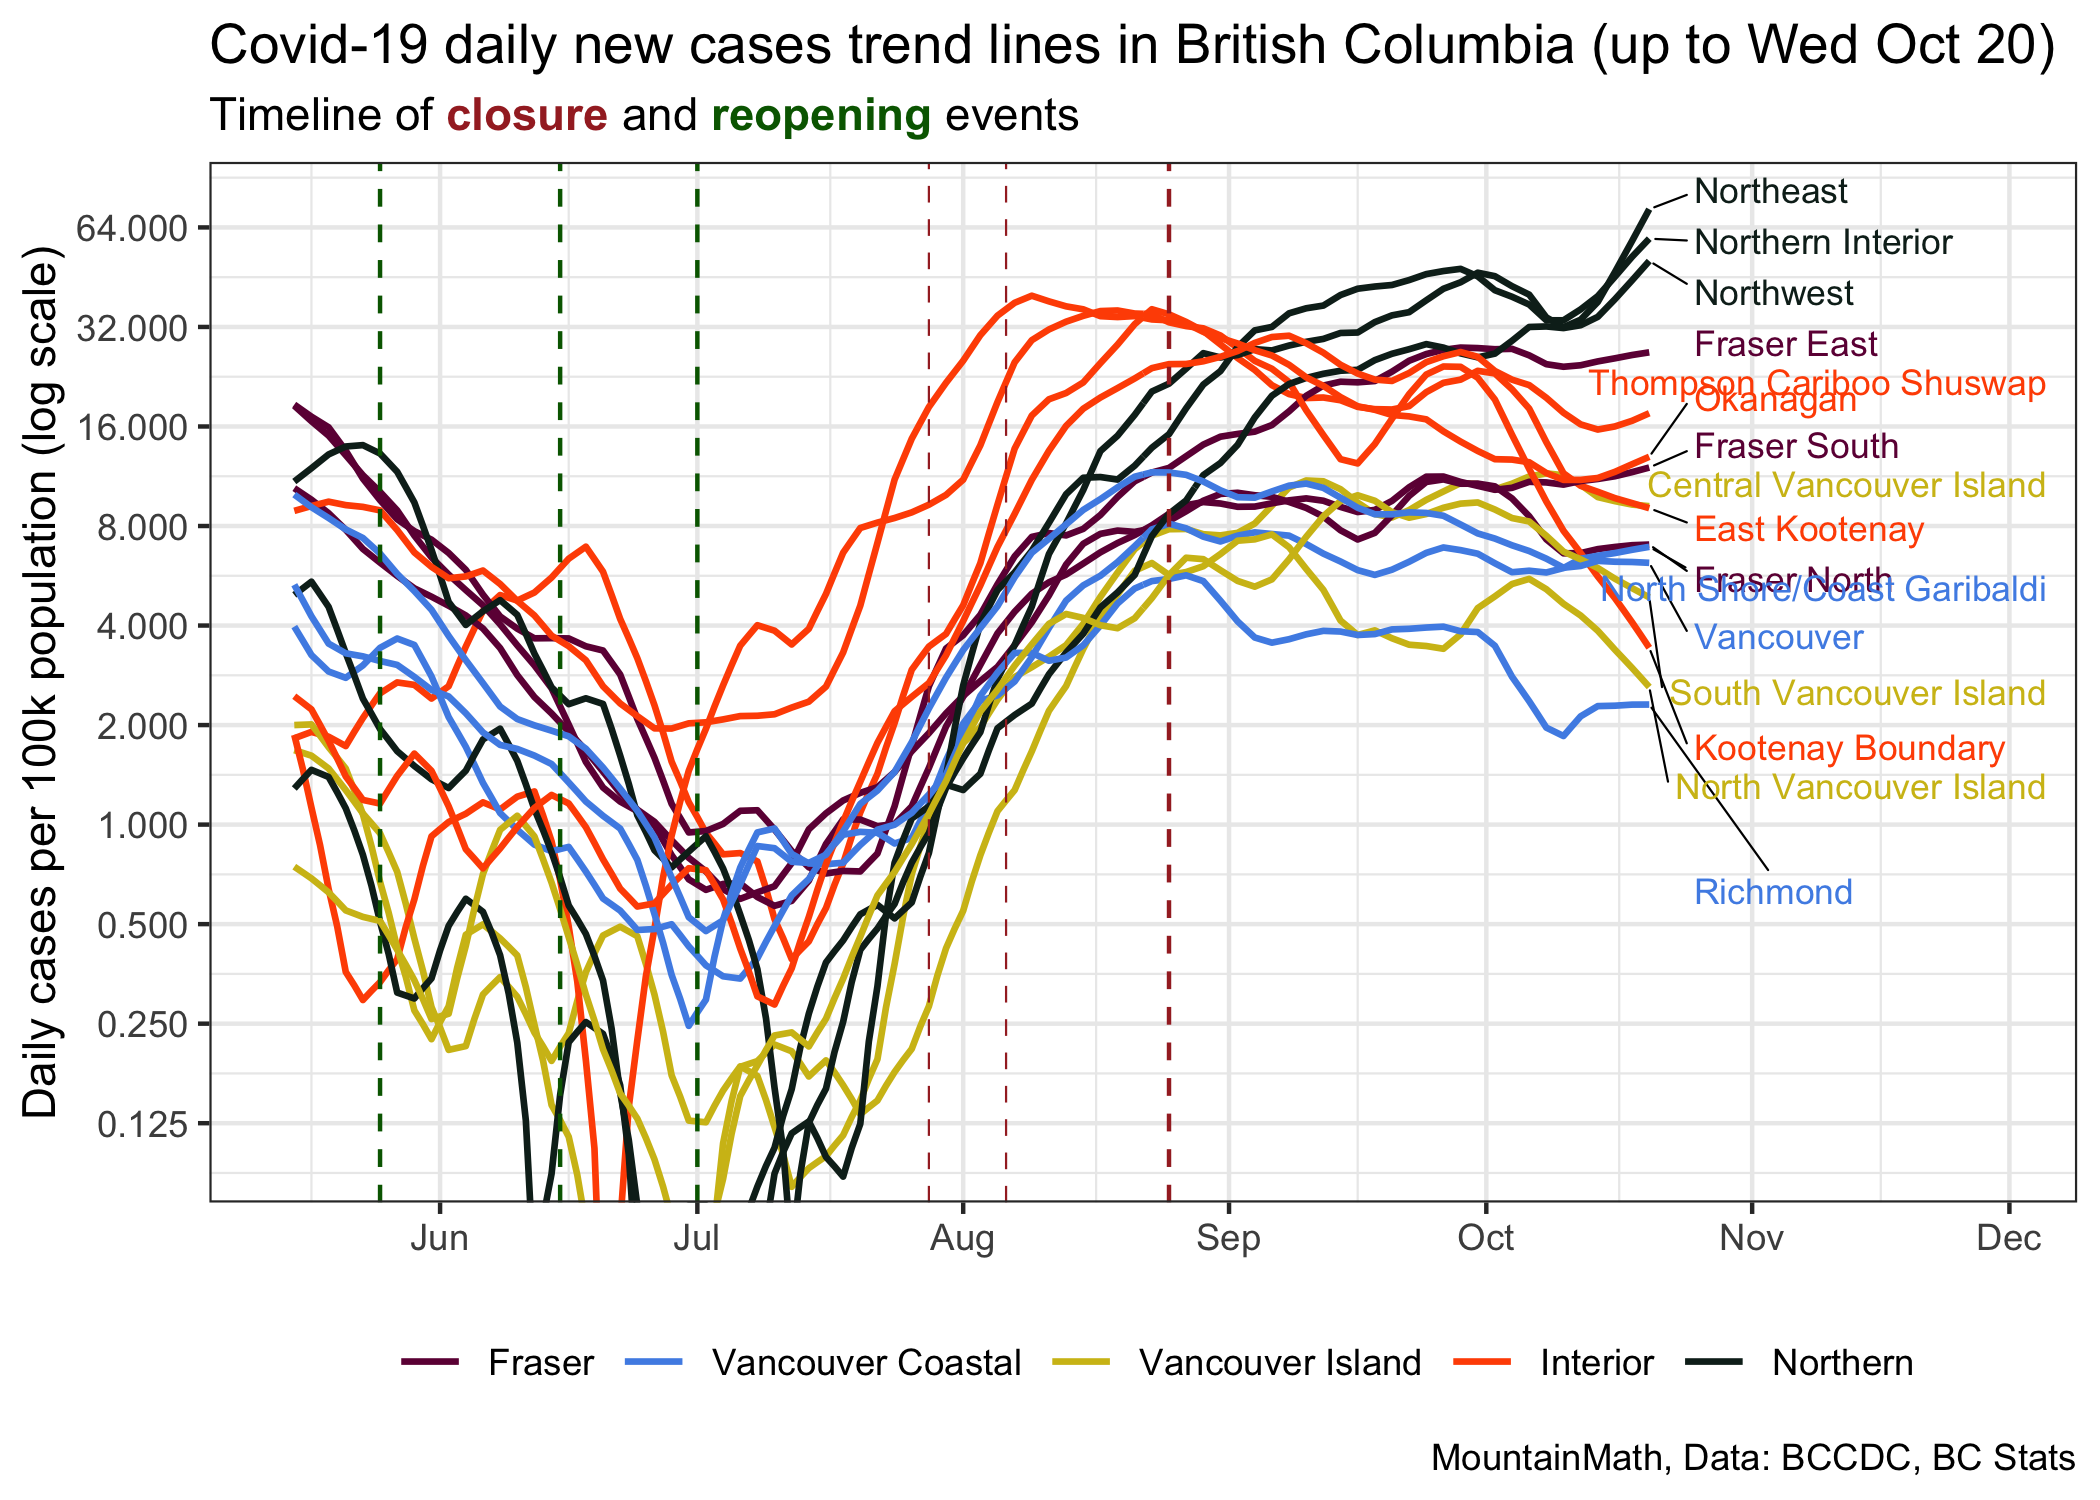 Covid-19 daily new cases trend lines in British Columbia (up to Wed Oct 20)
Timeline of closure and reopening events
Daily cases per 100k population (log scale)
64.000
32.000
16.000
8.000
4.000
2.000
1.000
0.500
0.250
0.125
Northeast
Northern Interior
Northwest
Fraser East
Thompson Cariboo Shuswap
Okanagan
Fraser South
Central Vancouver Island
East Kootenay
Fraser North
North Shore/Coast Garibaldi
Vancouver
South Vancouver Island
Kootenay Boundary
North Vancouver Island
Richmond
Jun Jul Aug Sep Oct Nov Dec
Fraser Vancouver Coastal Vancouver Island Interior Northern
MountainMath, Data: BCCDC, BC Stats